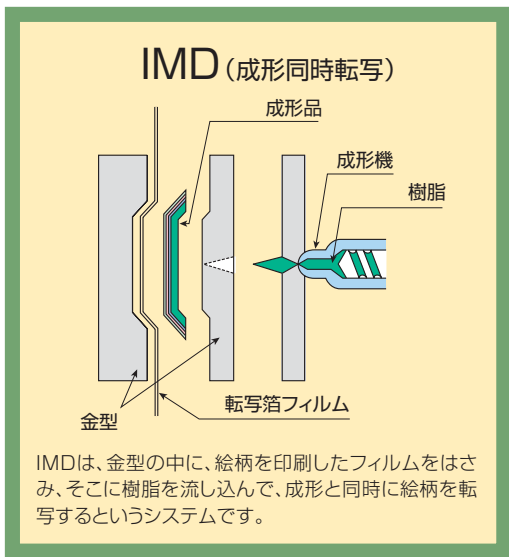 IMD（成形同時転写）
成形品
成形機
樹脂
転写箔フィルム
金型
IMDは、金型の中に、絵柄を印刷したフィルムをはさ
み、そこに樹脂を流し込んで、成形と同時に絵柄を転
写するというシステムです。